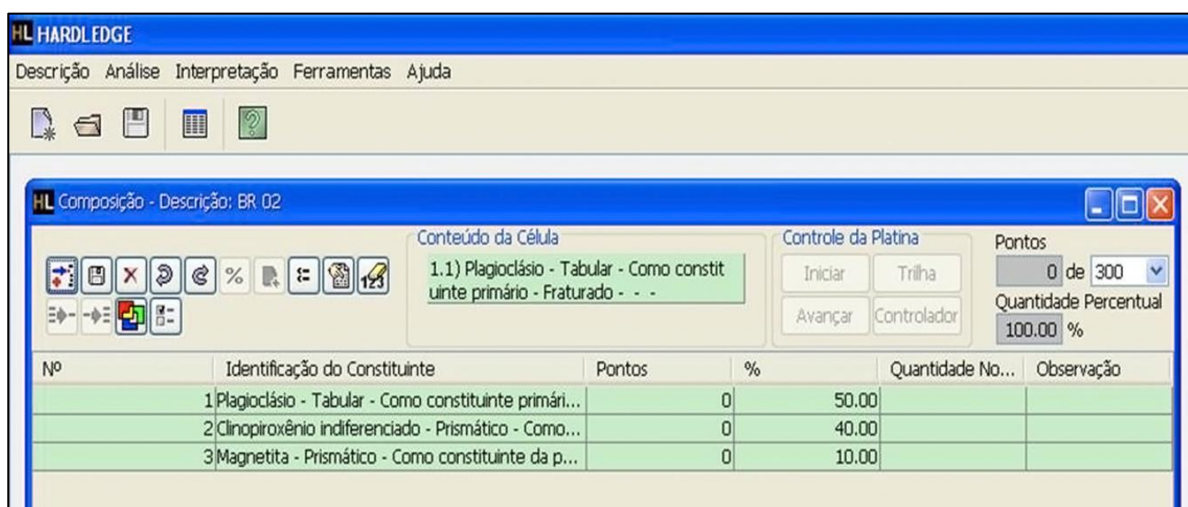 HL HARDLEDGE
Descrição Análise Interpretação Ferramentas Ajuda
HL Composição - Descrição: BR 02
Conteúdo da Célula
1.1) Plagioclásio - Tabular - Como constit
uinte primário - Fraturado - - -
Controle da Platina
Iniciar Trilha
Avançar Controlador
Pontos
0 de 300
Quantidade Percentual
100.00 %
% 123
Nº Identificação do Constituinte Pontos % Quantidade No... Observação
1 Plagioclásio - Tabular - Como constituinte primári... 0 50.00
2 Clinopiroxênio indiferenciado - Prismático - Como... 0 40.00
3 Magnetita - Prismático - Como constituinte da p... 0 10.00